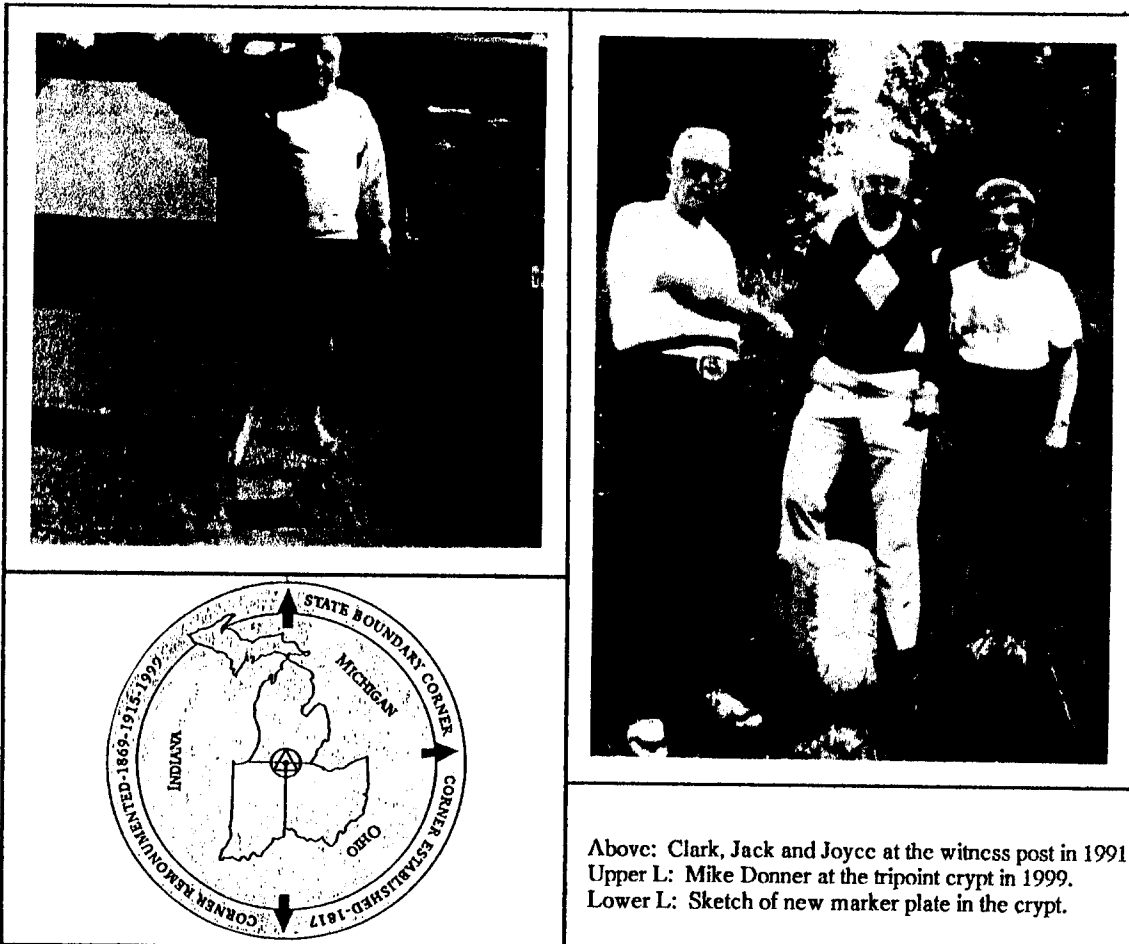 STATE BOUNDARY CORNER
CORNER ESTABLISHED-1817
CORNER REMONUMENTED-1869-1915-1999
MICHIGAN
INDIANA
OHIO
Above: Clark, Jack and Joyce at the witness post in 1991
Upper L: Mike Donner at the tripoint crypt in 1999.
Lower L: Sketch of new marker plate in the crypt.